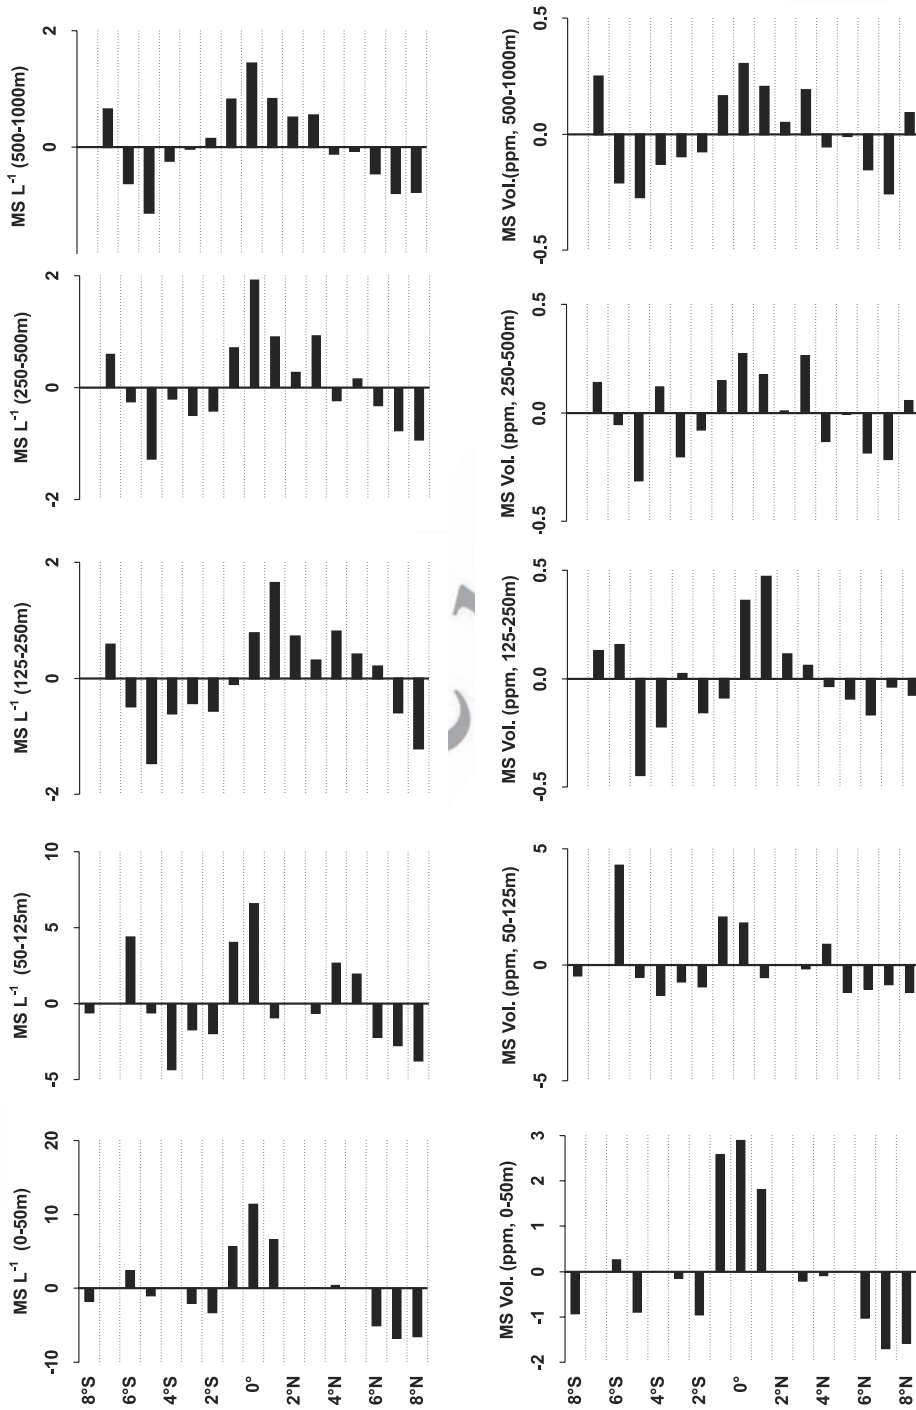 2
0
MS L⁻¹ (500-1000m)
0.5
0.0
-0.5
MS Vol.(ppm, 500-1000m)
2
0
-2
MS L⁻¹ (250-500m)
0.5
0.0
-0.5
MS Vol. (ppm, 250-500m)
2
0
-2
MS L⁻¹ (125-250m)
0.5
0.0
-0.5
MS Vol. (ppm, 125-250m)
10
5
0
-5
MS L⁻¹ (50-125m)
5
0
-5
MS Vol. (ppm, 50-125m)
20
10
0
-10
MS L⁻¹ (0-50m)
3
2
1
0
-1
-2
MS Vol. (ppm, 0-50m)
8°S
6°S
4°S
2°S
0°
2°N
4°N
6°N
8°N
8°S
6°S
4°S
2°S
0°
2°N
4°N
6°N
8°N